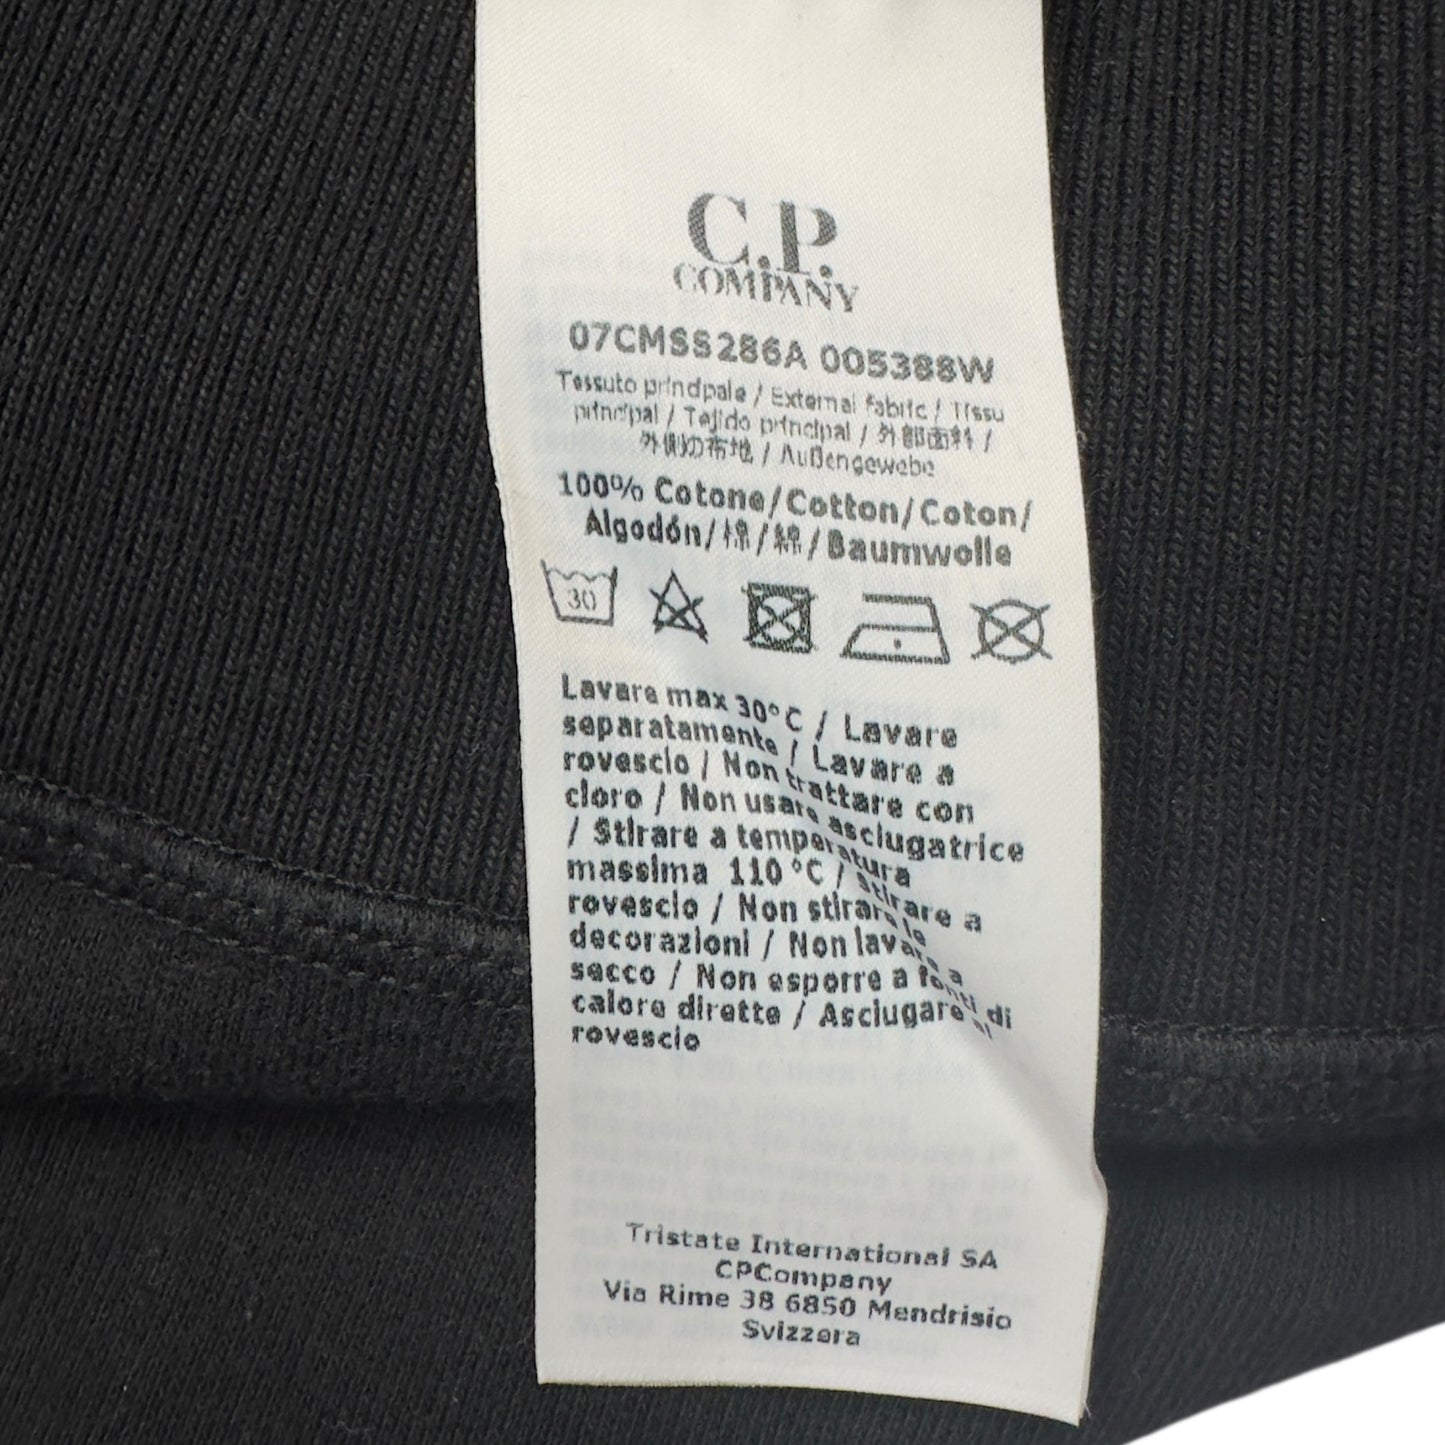 C.P.
COMPANY
07CMSS286A 005388W
Tessuto principale / External fabric / Tissu
principal / Tejido principal / 外部面料 /
外側の布地 / Außengewebe
100% Cotone/Cotton/Coton/
Algodón/棉/綿/Baumwolle
30
Lavare max 30°C / Lavare
separatamente / Lavare a
rovescio / Non trattare con
cloro / Non usare asciugatrice
/ Stirare a temperatura
massima 110°C / Stirare a
rovescio / Non stirare le
decorazioni / Non lavare a
secco / Non esporre a fonti di
calore dirette / Asciugare al
rovescio
Tristate International SA
CPCompany
Via Rime 38 6850 Mendrisio
Svizzera